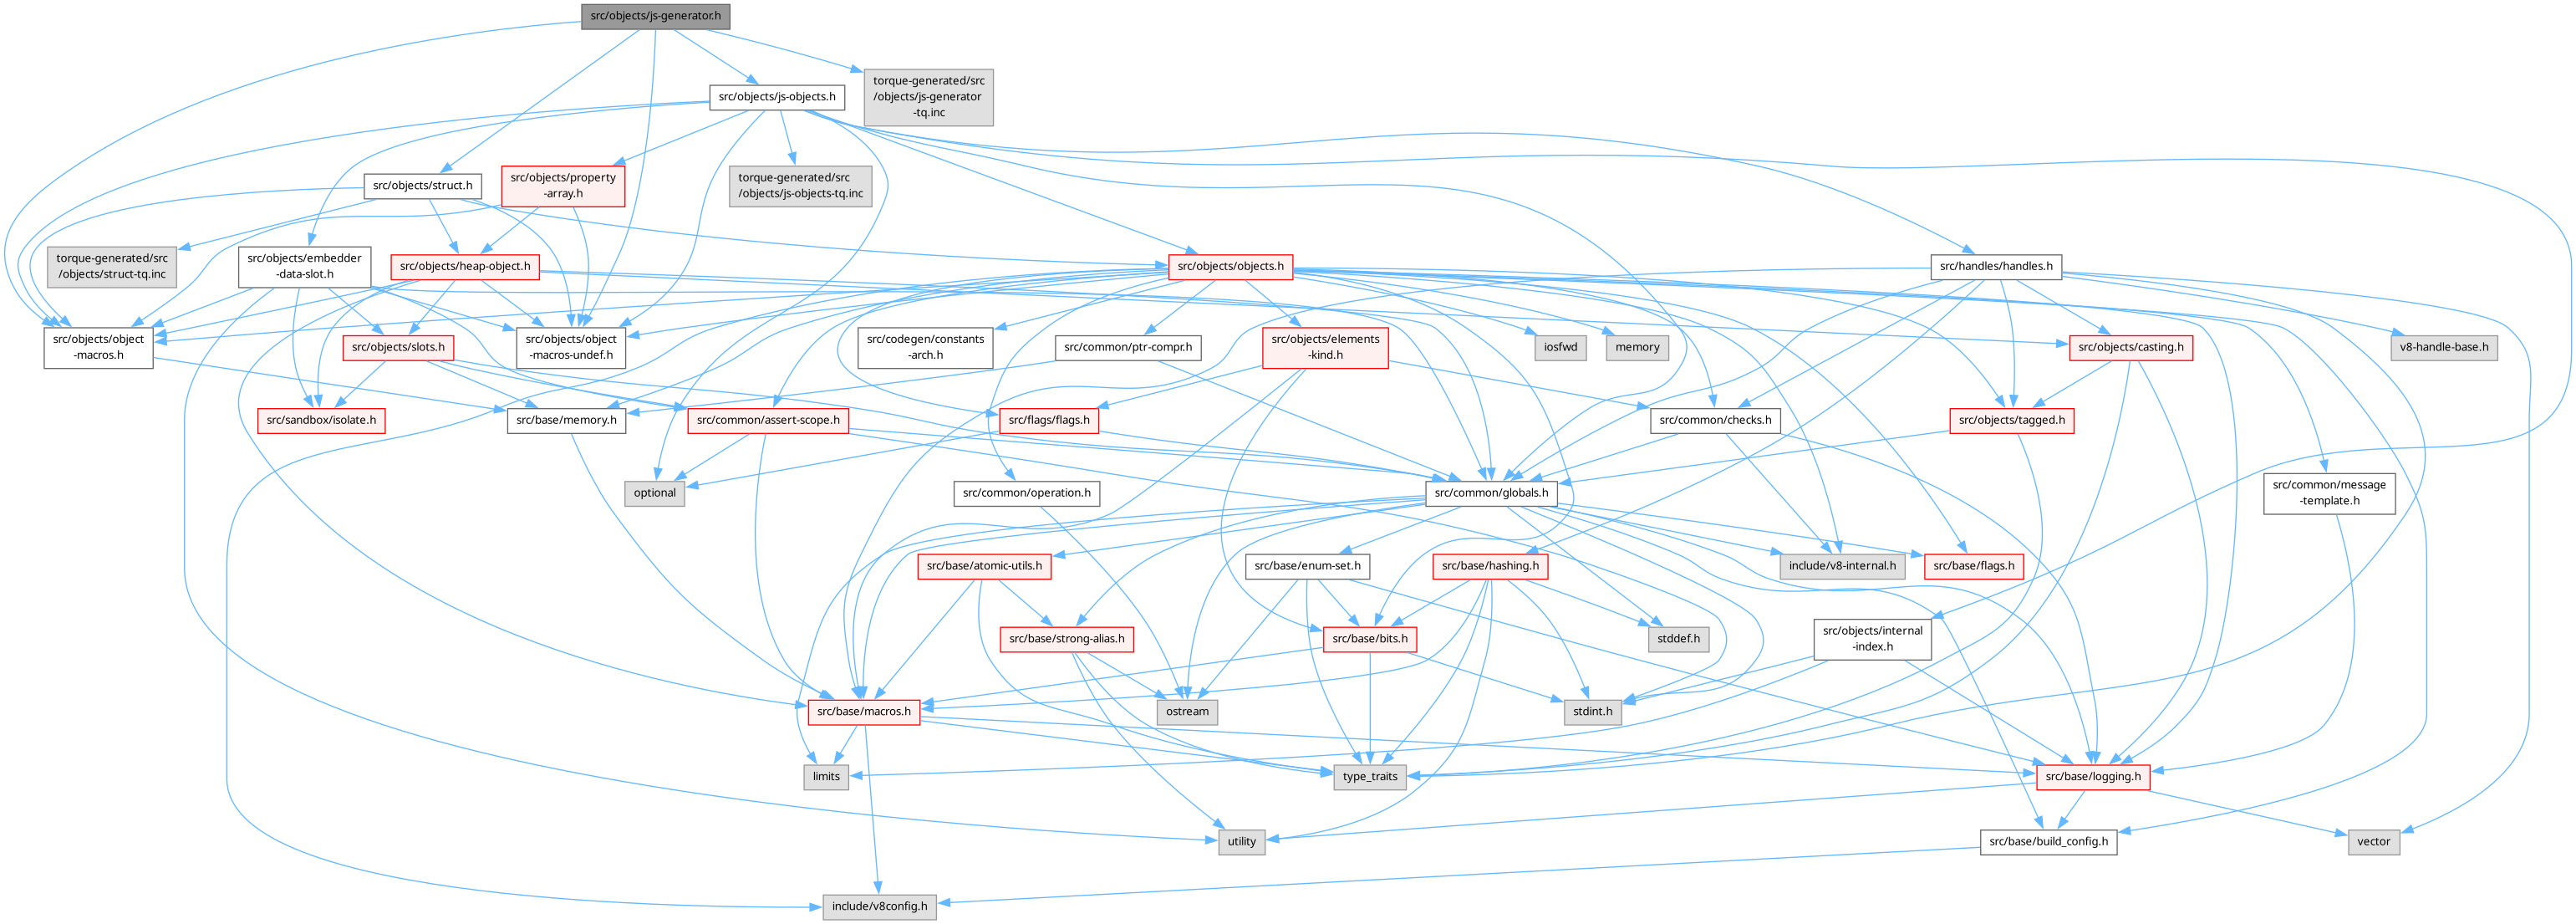 src/objects/js-generator.h
torque-generated/src
/objects/js-generator
-tq.inc
src/objects/js-objects.h
src/objects/property
-array.h
torque-generated/src
/objects/js-objects-tq.inc
src/objects/struct.h
torque-generated/src
/objects/struct-tq.inc
src/objects/embedder
-data-slot.h
src/objects/heap-object.h
src/objects/objects.h
src/handles/handles.h
src/objects/object
-macros.h
src/objects/slots.h
src/objects/object
-macros-undef.h
src/codegen/constants
-arch.h
src/common/ptr-compr.h
src/objects/elements
-kind.h
iosfwd
memory
src/objects/casting.h
v8-handle-base.h
src/sandbox/isolate.h
src/base/memory.h
src/common/assert-scope.h
src/flags/flags.h
src/common/checks.h
src/objects/tagged.h
optional
src/common/operation.h
src/common/globals.h
src/common/message
-template.h
src/base/atomic-utils.h
src/base/enum-set.h
src/base/hashing.h
include/v8-internal.h
src/base/flags.h
src/base/strong-alias.h
src/base/bits.h
stddef.h
src/objects/internal
-index.h
src/base/macros.h
ostream
stdint.h
limits
type_traits
src/base/logging.h
utility
src/base/build_config.h
vector
include/v8config.h